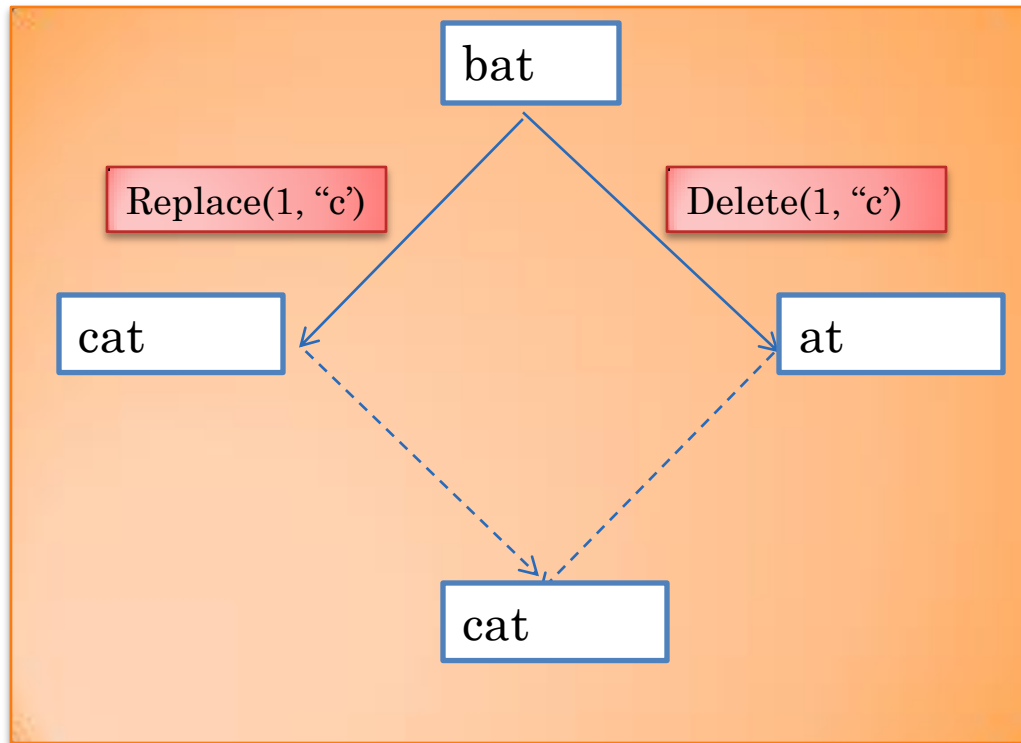 bat
Replace(1, “c’)
Delete(1, “c’)
cat
at
cat